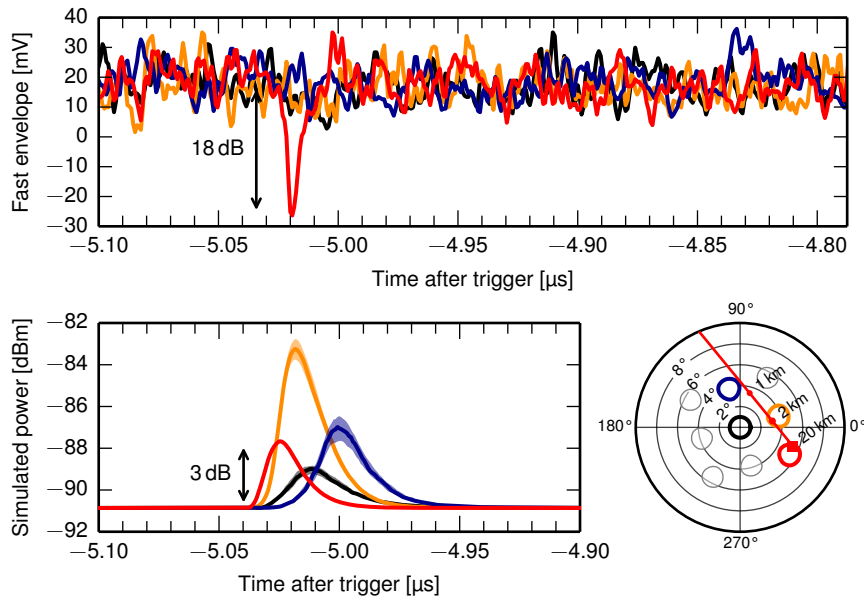 40
30
20
10
0
−10
−20
−30
Fast envelope [mV]
18 dB
−5.10 −5.05 −5.00 −4.95 −4.90 −4.85 −4.80
Time after trigger [µs]
−82
−84
−86
−88
−90
−92
Simulated power [dBm]
3 dB
−5.10 −5.05 −5.00 −4.95 −4.90
Time after trigger [µs]
90°
8°
6°
4°
2°
1 km
2 km
20 km
180°
0°
270°